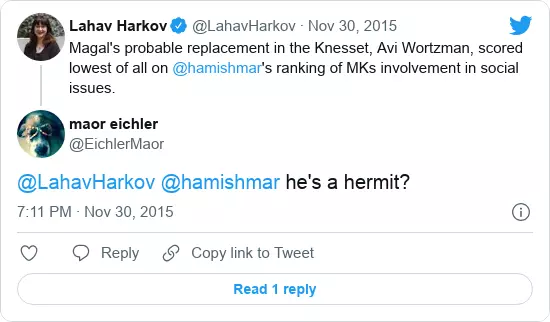 Lahav Harkov @LahavHarkov · Nov 30, 2015
Magal's probable replacement in the Knesset, Avi Wortzman, scored
lowest of all on @hamishmar's ranking of MKs involvement in social
issues.
maor eichler
@EichlerMaor
@LahavHarkov @hamishmar he's a hermit?
7:11 PM · Nov 30, 2015
Reply Copy link to Tweet
Read 1 reply